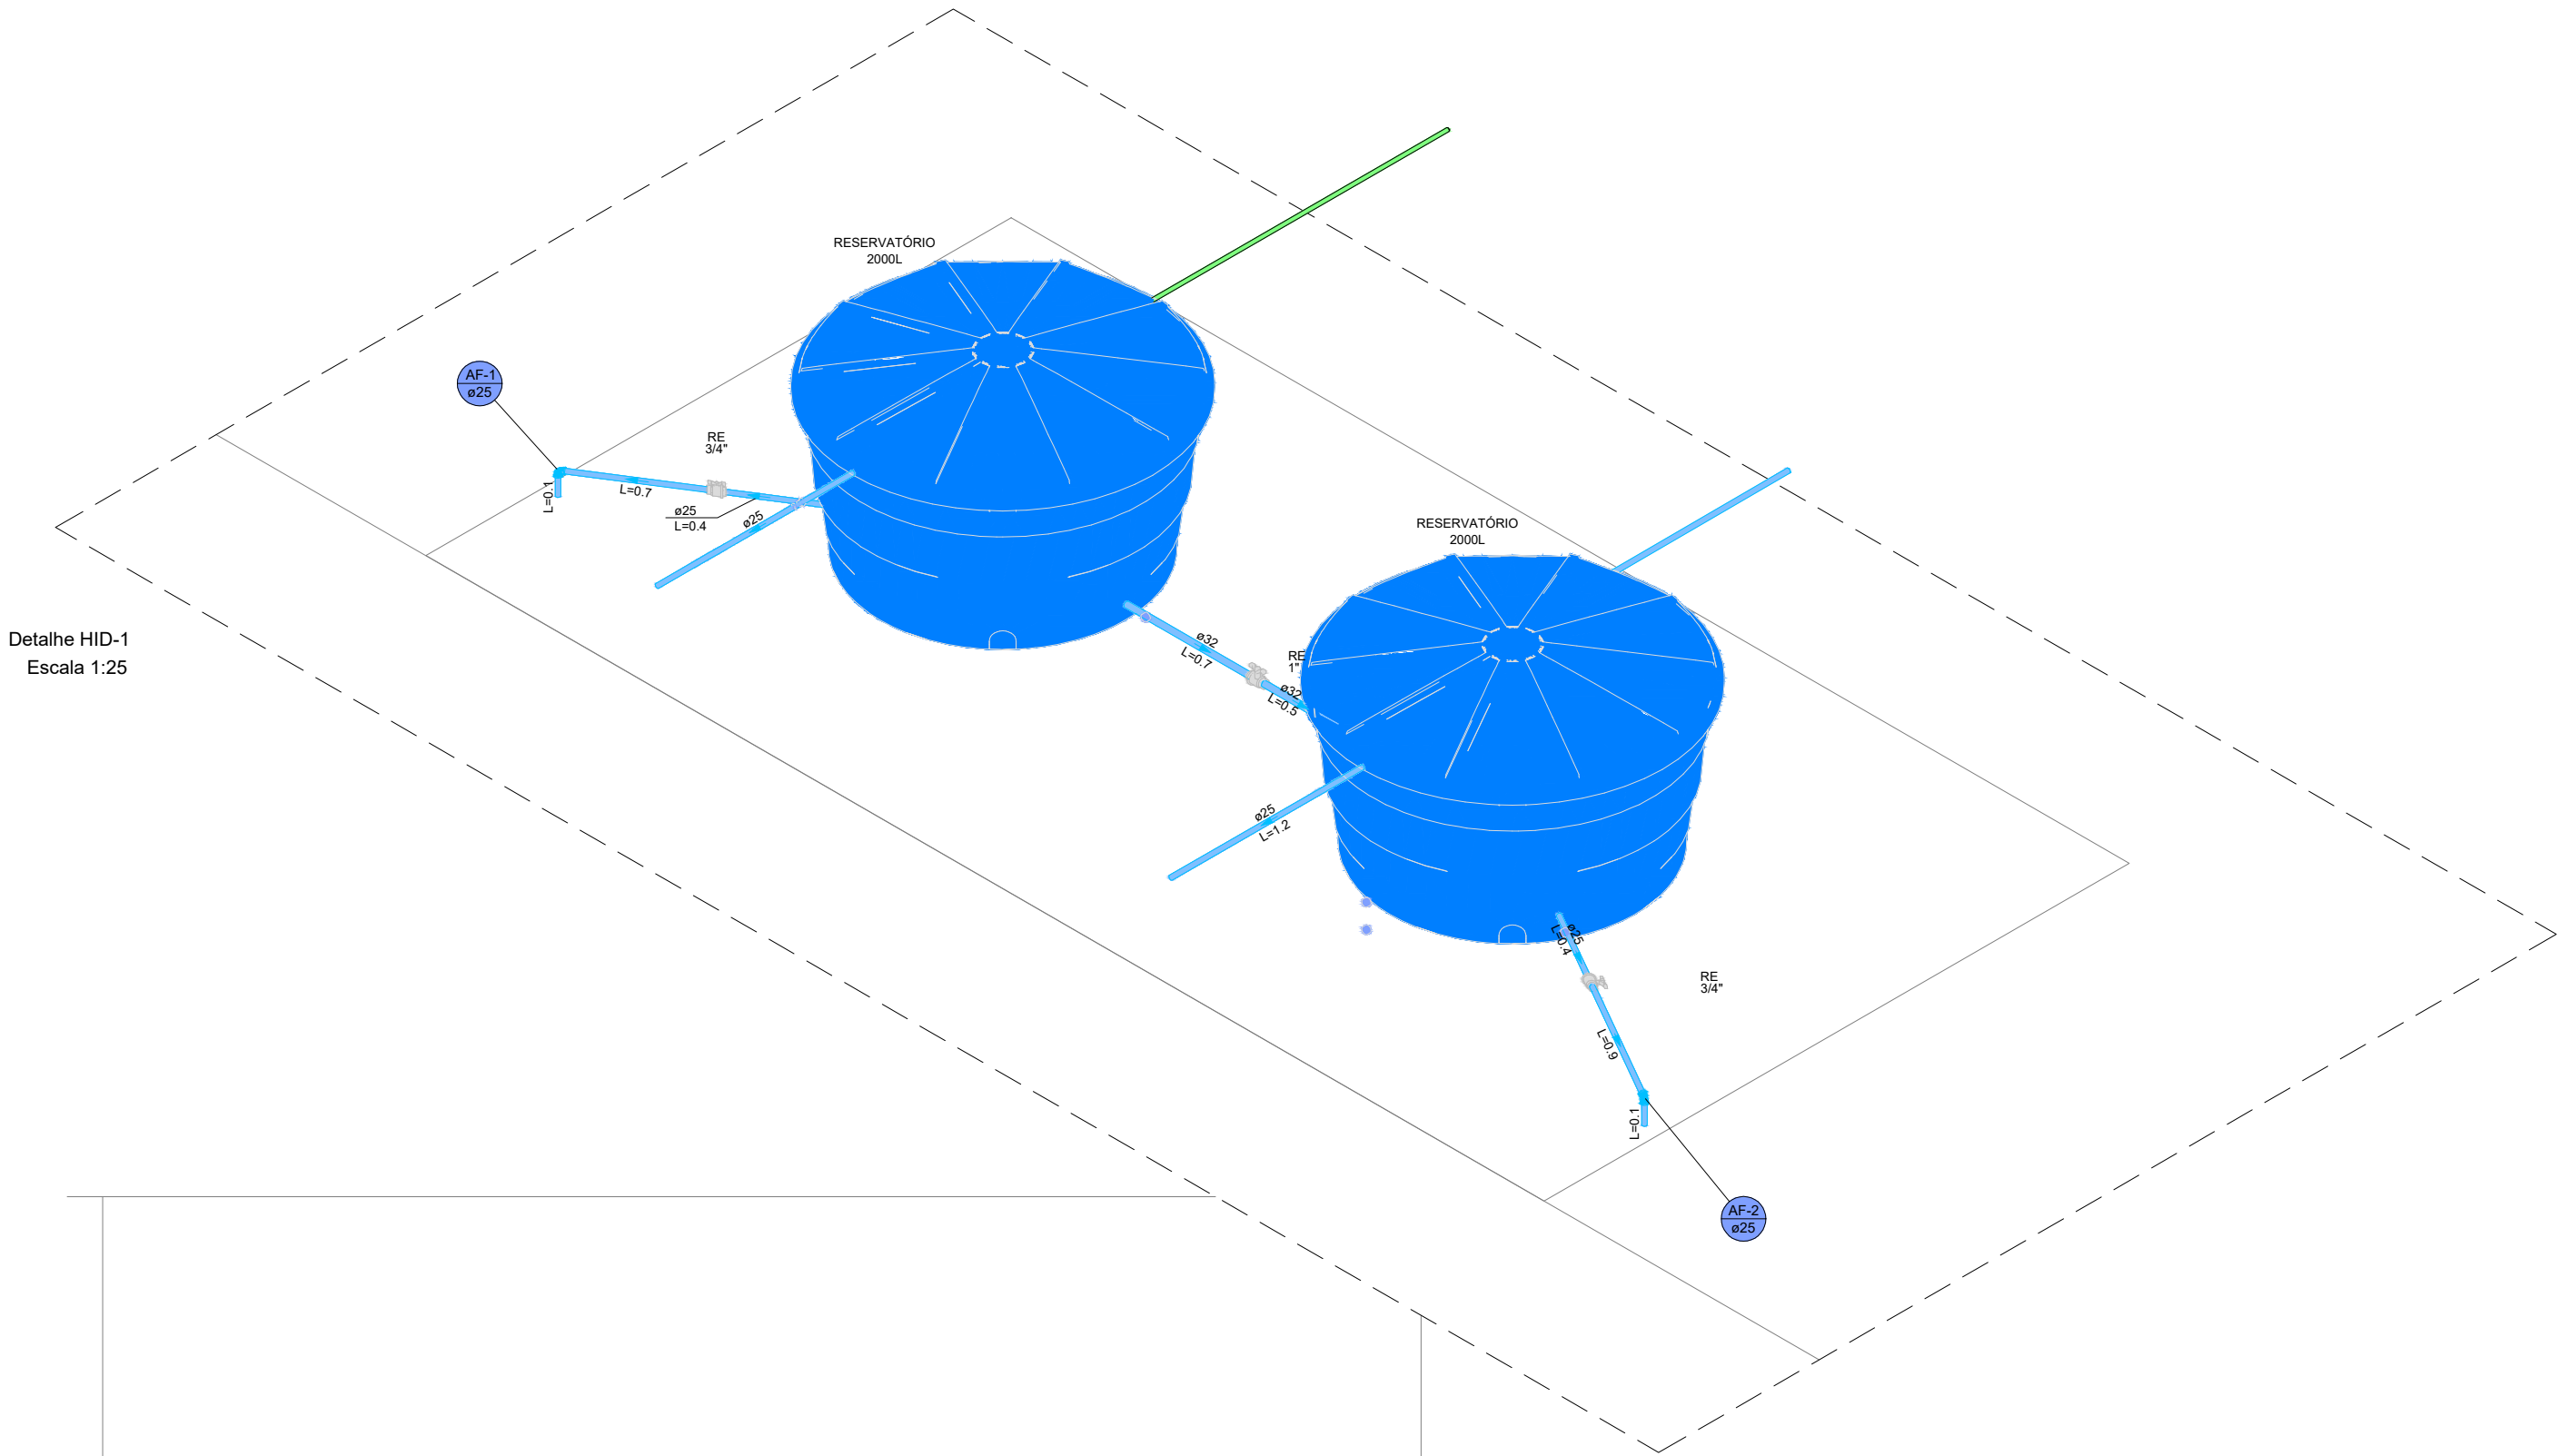 RESERVATÓRIO
2000L
AF-1
ø25
RE
3/4"
L=0.1
L=0.7
ø25
L=0.4
ø25
RESERVATÓRIO
2000L
Detalhe HID-1
Escala 1:25
ø32
L=0.7
RE
1"
ø32
L=0.5
ø25
L=1.2
ø25
L=0.4
RE
3/4"
L=0.9
L=0.1
AF-2
ø25